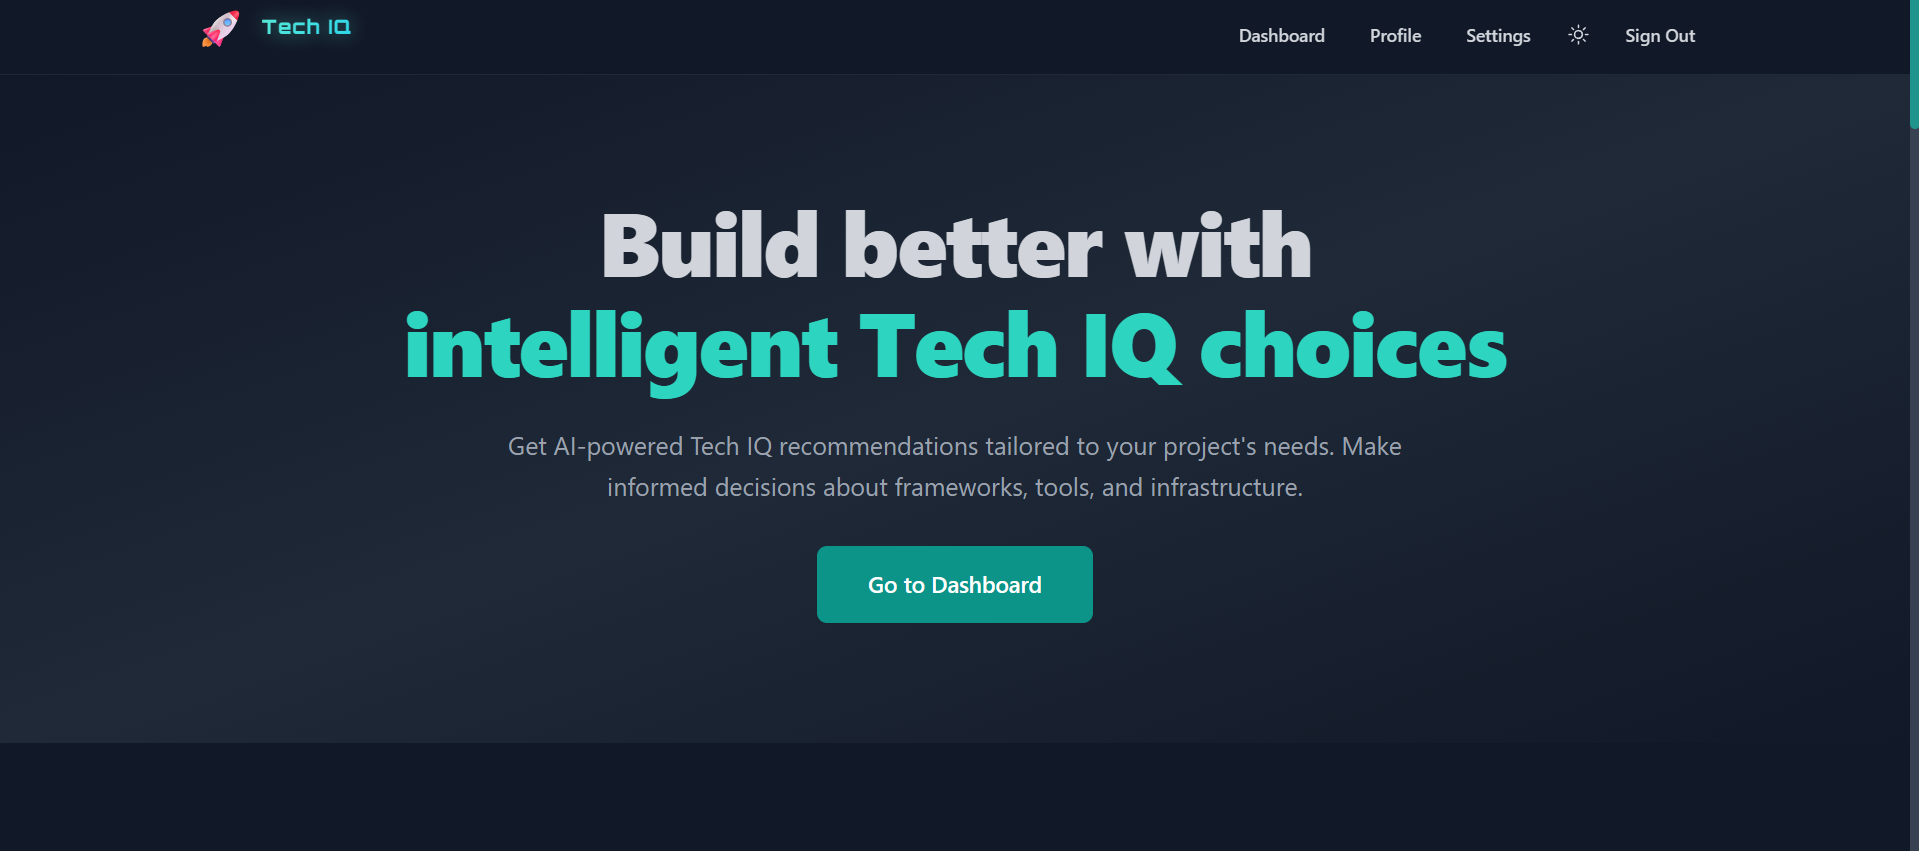 Tech IQ
Dashboard
Profile
Settings
Sign Out
Build better with
intelligent Tech IQ choices
Get AI-powered Tech IQ recommendations tailored to your project's needs. Make
informed decisions about frameworks, tools, and infrastructure.
Go to Dashboard